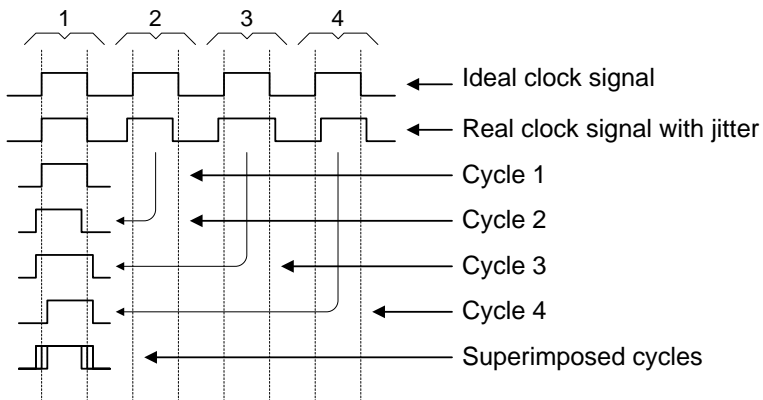 1 2 3 4
Ideal clock signal
Real clock signal with jitter
Cycle 1
Cycle 2
Cycle 3
Cycle 4
Superimposed cycles